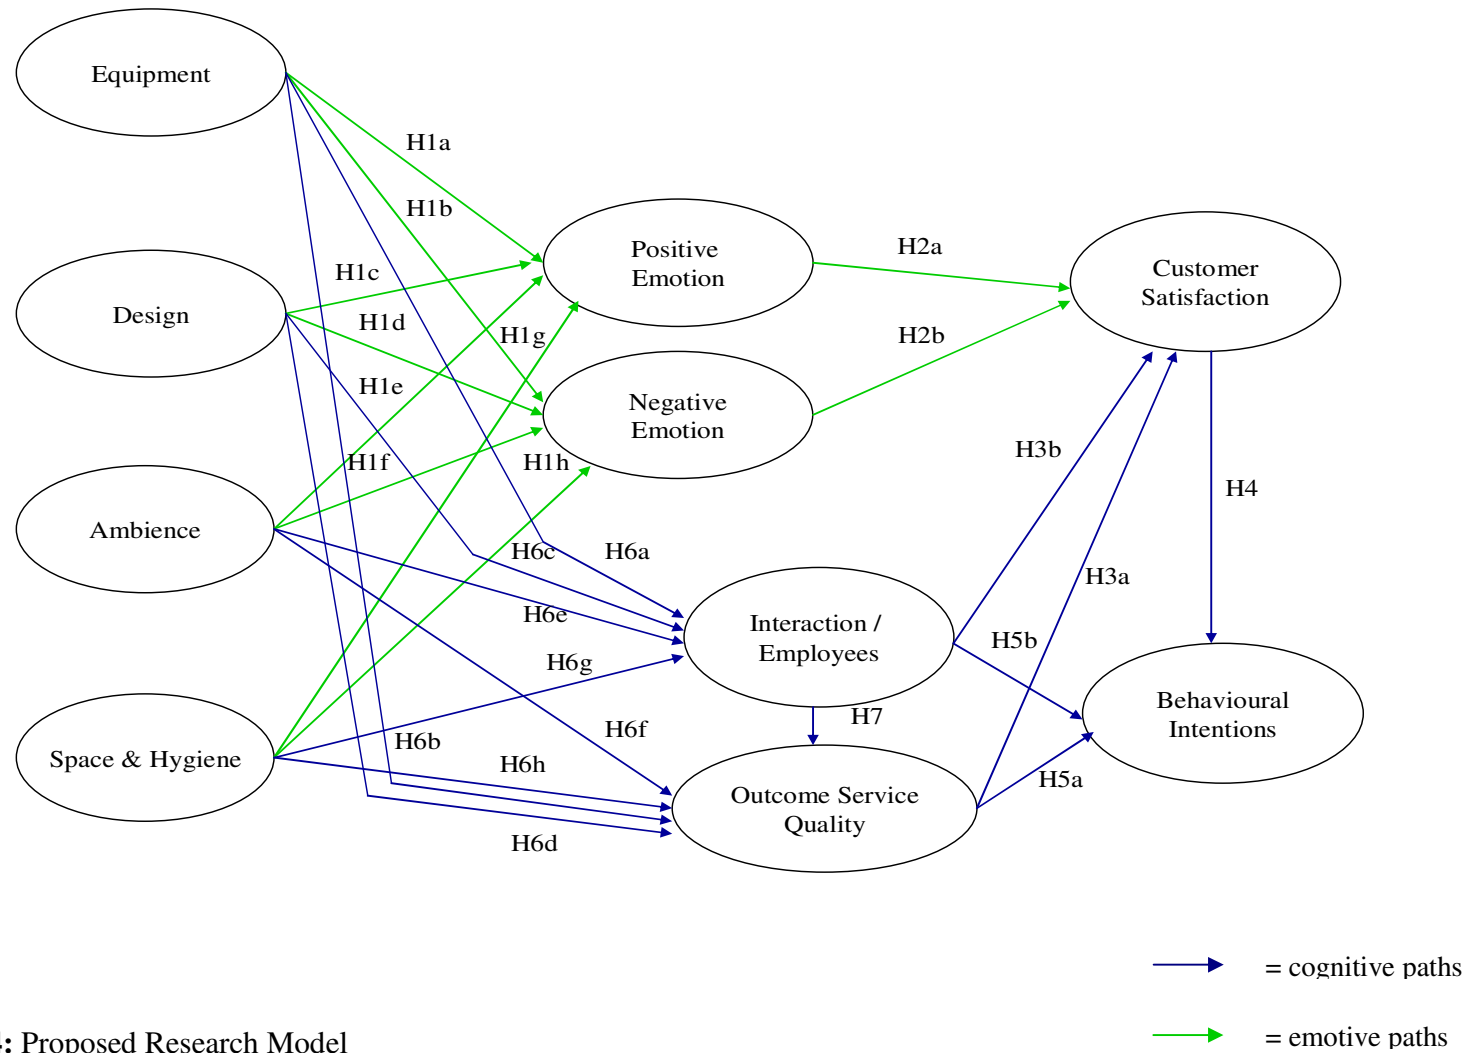 Equipment
H1a
H1b
Positive
Emotion
H2a
Customer
Satisfaction
H1c
Design
H1d
H1g
H2b
H1e
Negative
Emotion
H1f
H1h
H3b
H4
Ambience
H6c
H6a
H3a
H6e
Interaction /
Employees
H5b
H6g
Behavioural
Intentions
H7
H6f
H6b
Space & Hygiene
H6h
H5a
Outcome Service
Quality
H6d
= cognitive paths
= emotive paths
: Proposed Research Model